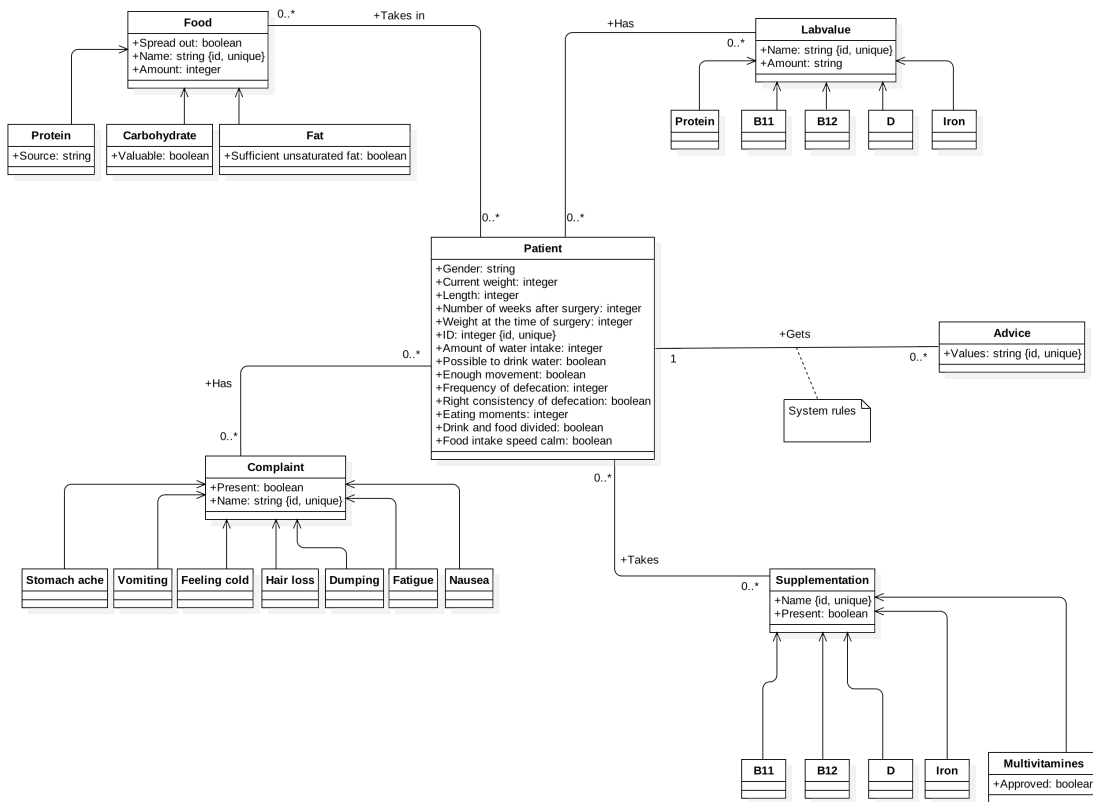 Food
+Spread out: boolean
+Name: string {id, unique}
+Amount: integer
0..*
+Takes in
0..*
Protein
+Source: string
Carbohydrate
+Valuable: boolean
Fat
+Sufficient unsaturated fat: boolean
+Has
0..*
0..*
Labvalue
+Name: string {id, unique}
+Amount: string
Protein
B11
B12
D
Iron
Patient
+Gender: string
+Current weight: integer
+Length: integer
+Number of weeks after surgery: integer
+Weight at the time of surgery: integer
+ID: integer {id, unique}
+Amount of water intake: integer
+Possible to drink water: boolean
+Enough movement: boolean
+Frequency of defecation: integer
+Right consistency of defecation: boolean
+Eating moments: integer
+Drink and food divided: boolean
+Food intake speed calm: boolean
+Gets
1
0..*
Advice
+Values: string {id, unique}
System rules
0..*
+Has
0..*
Complaint
+Present: boolean
+Name: string {id, unique}
Stomach ache
Vomiting
Feeling cold
Hair loss
Dumping
Fatigue
Nausea
0..*
+Takes
0..*
Supplementation
+Name {id, unique}
+Present: boolean
B11
B12
D
Iron
Multivitamines
+Approved: boolean